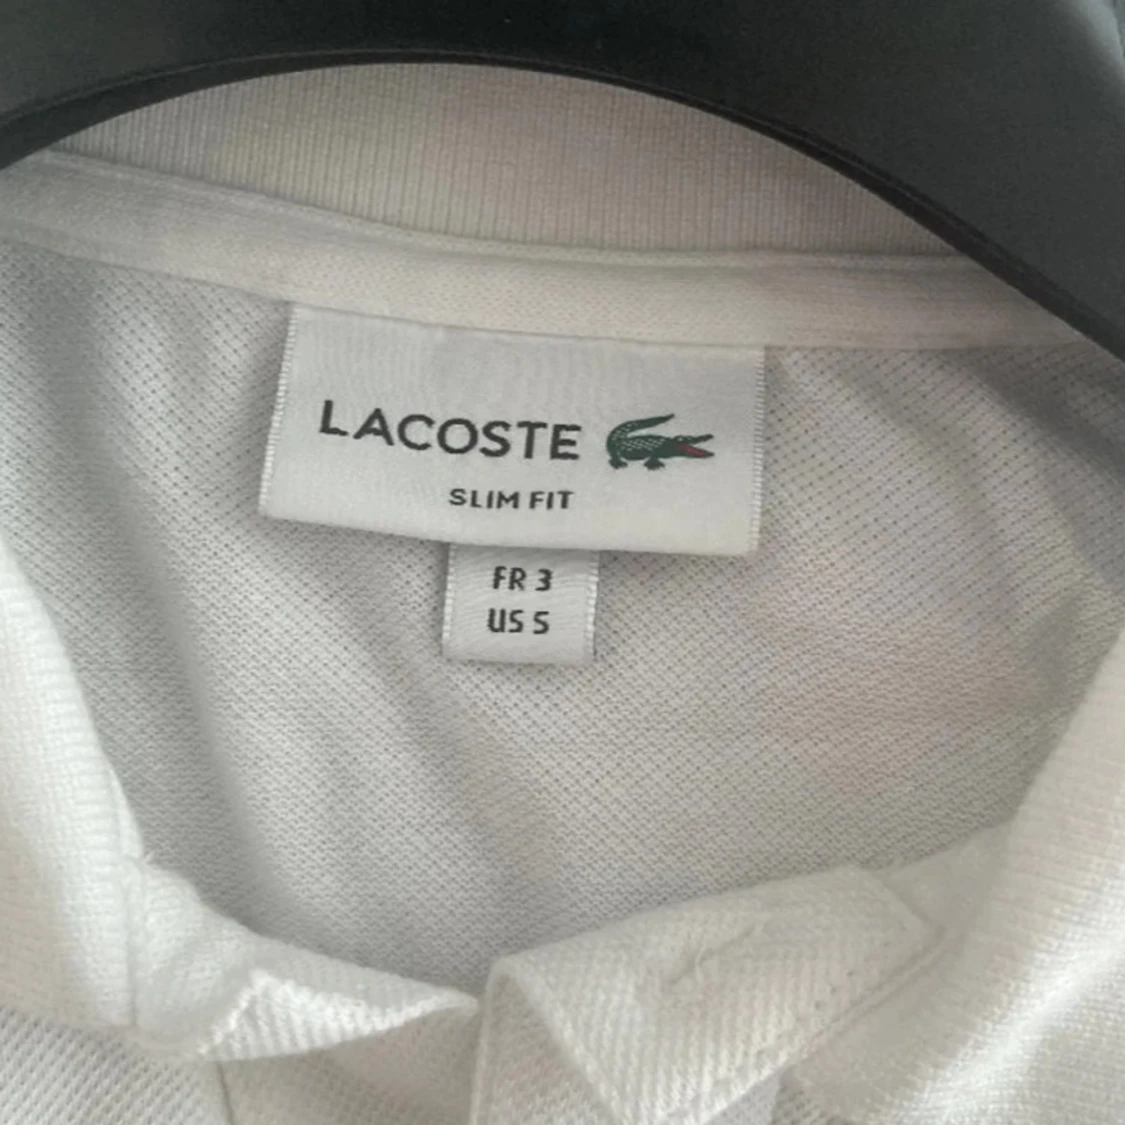 LACOSTE
SLIM FIT
FR 3
US S